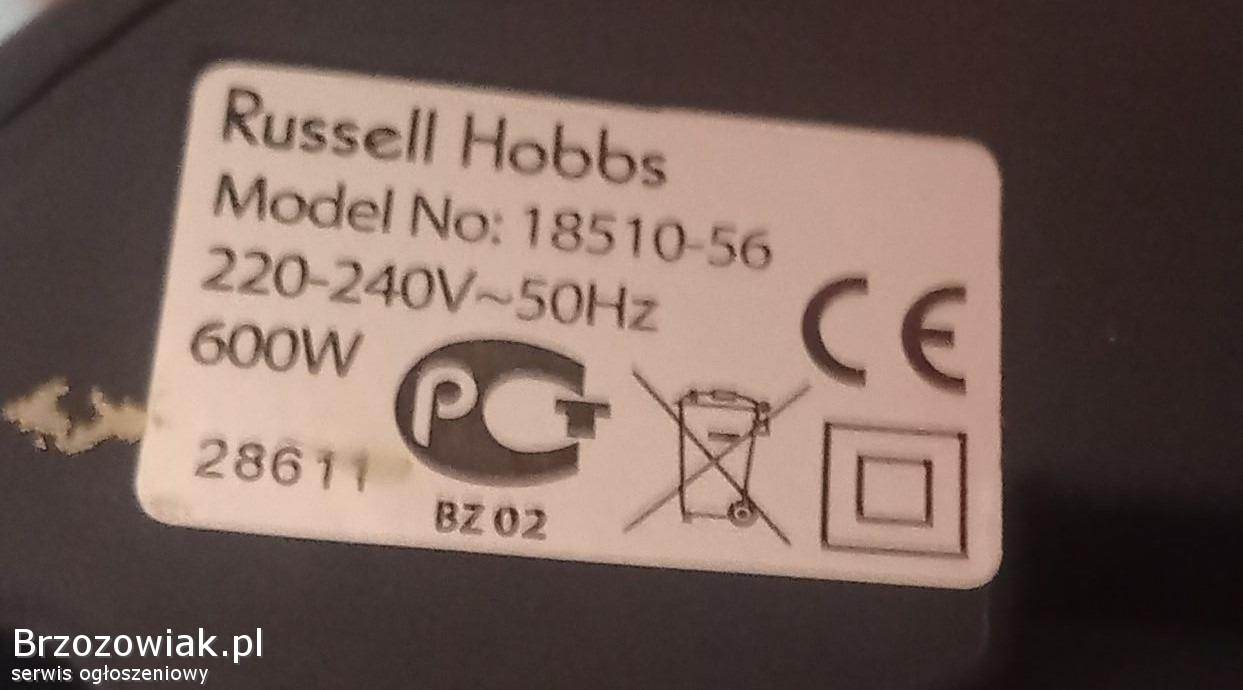 Russell Hobbs
Model No: 18510-56
220-240V~50Hz
600W
CE
PCT
28611
BZ 02
Brzozowiak.pl
serwis ogłoszeniowy